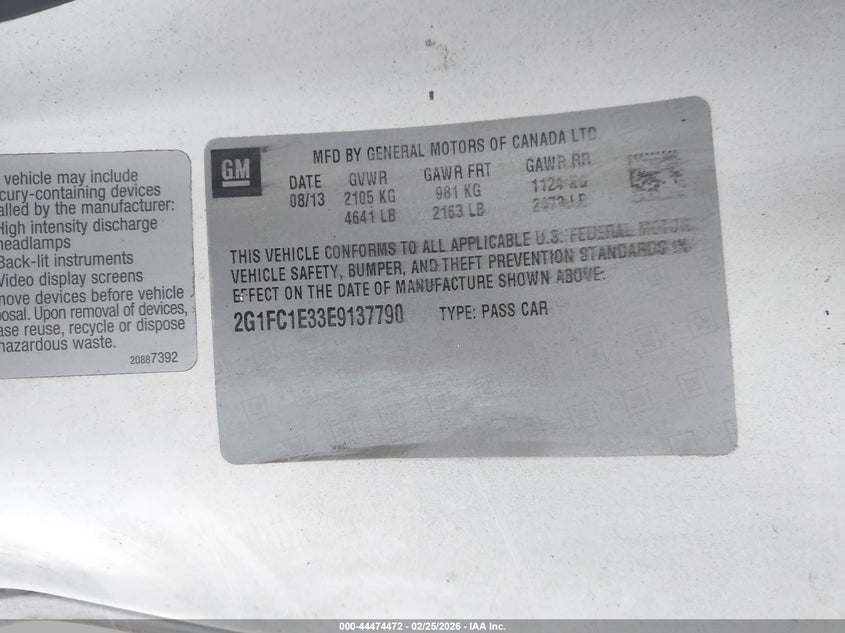 vehicle may include
cury-containing devices
alled by the manufacturer:
High intensity discharge
headlamps
Back-lit instruments
Video display screens
move devices before vehicle
posal. Upon removal of devices,
ase reuse, recycle or dispose
hazardous waste.
20887392
GM
MFD BY GENERAL MOTORS OF CANADA LTD.
DATE GVWR GAWR FRT GAWR RR
08/13 2105 KG 981 KG 1124 KG
4641 LB 2163 LB 2479 LB
THIS VEHICLE CONFORMS TO ALL APPLICABLE U.S. FEDERAL MOTOR
VEHICLE SAFETY, BUMPER, AND THEFT PREVENTION STANDARDS IN
EFFECT ON THE DATE OF MANUFACTURE SHOWN ABOVE.
2G1FC1E33E9137790 TYPE: PASS CAR
000-44474472 - 02/25/2026 - IAA Inc.